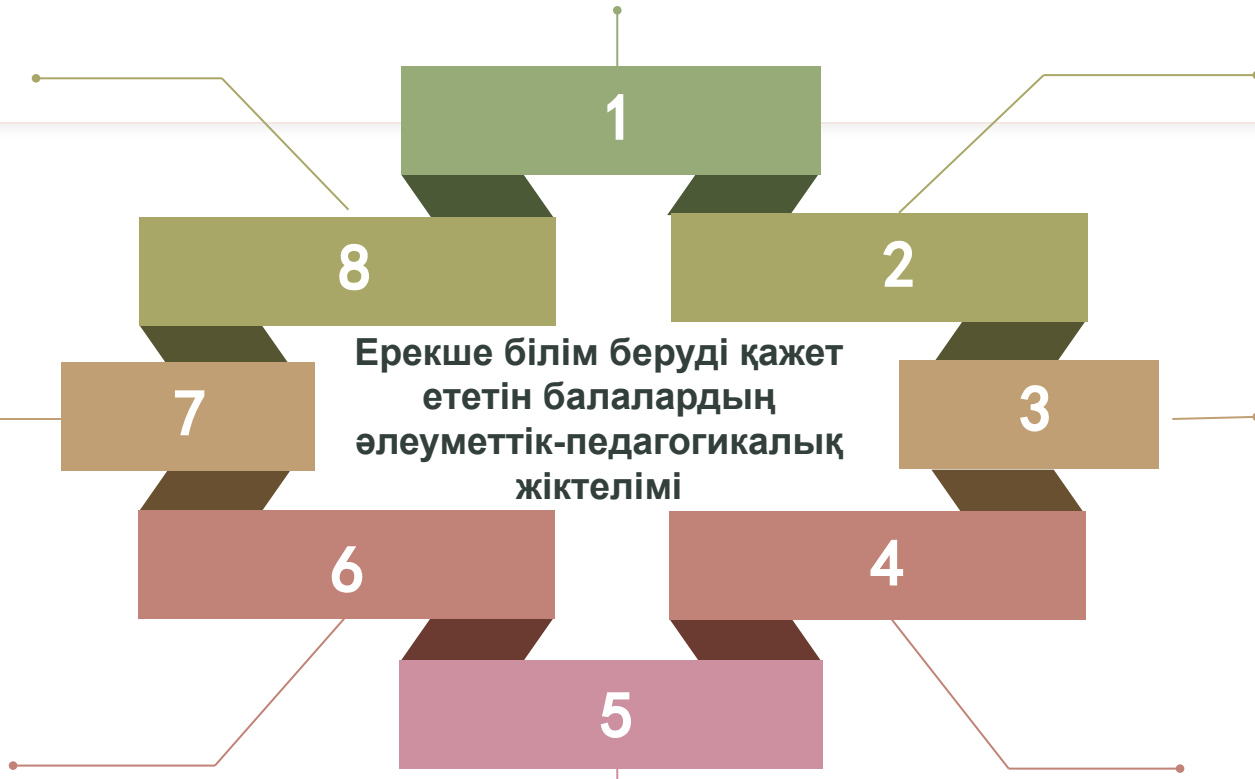 1
8
2
Ерекше білім беруді қажет
ететін балалардың
әлеуметтік-педагогикалық
жіктелімі
7
3
6
4
5